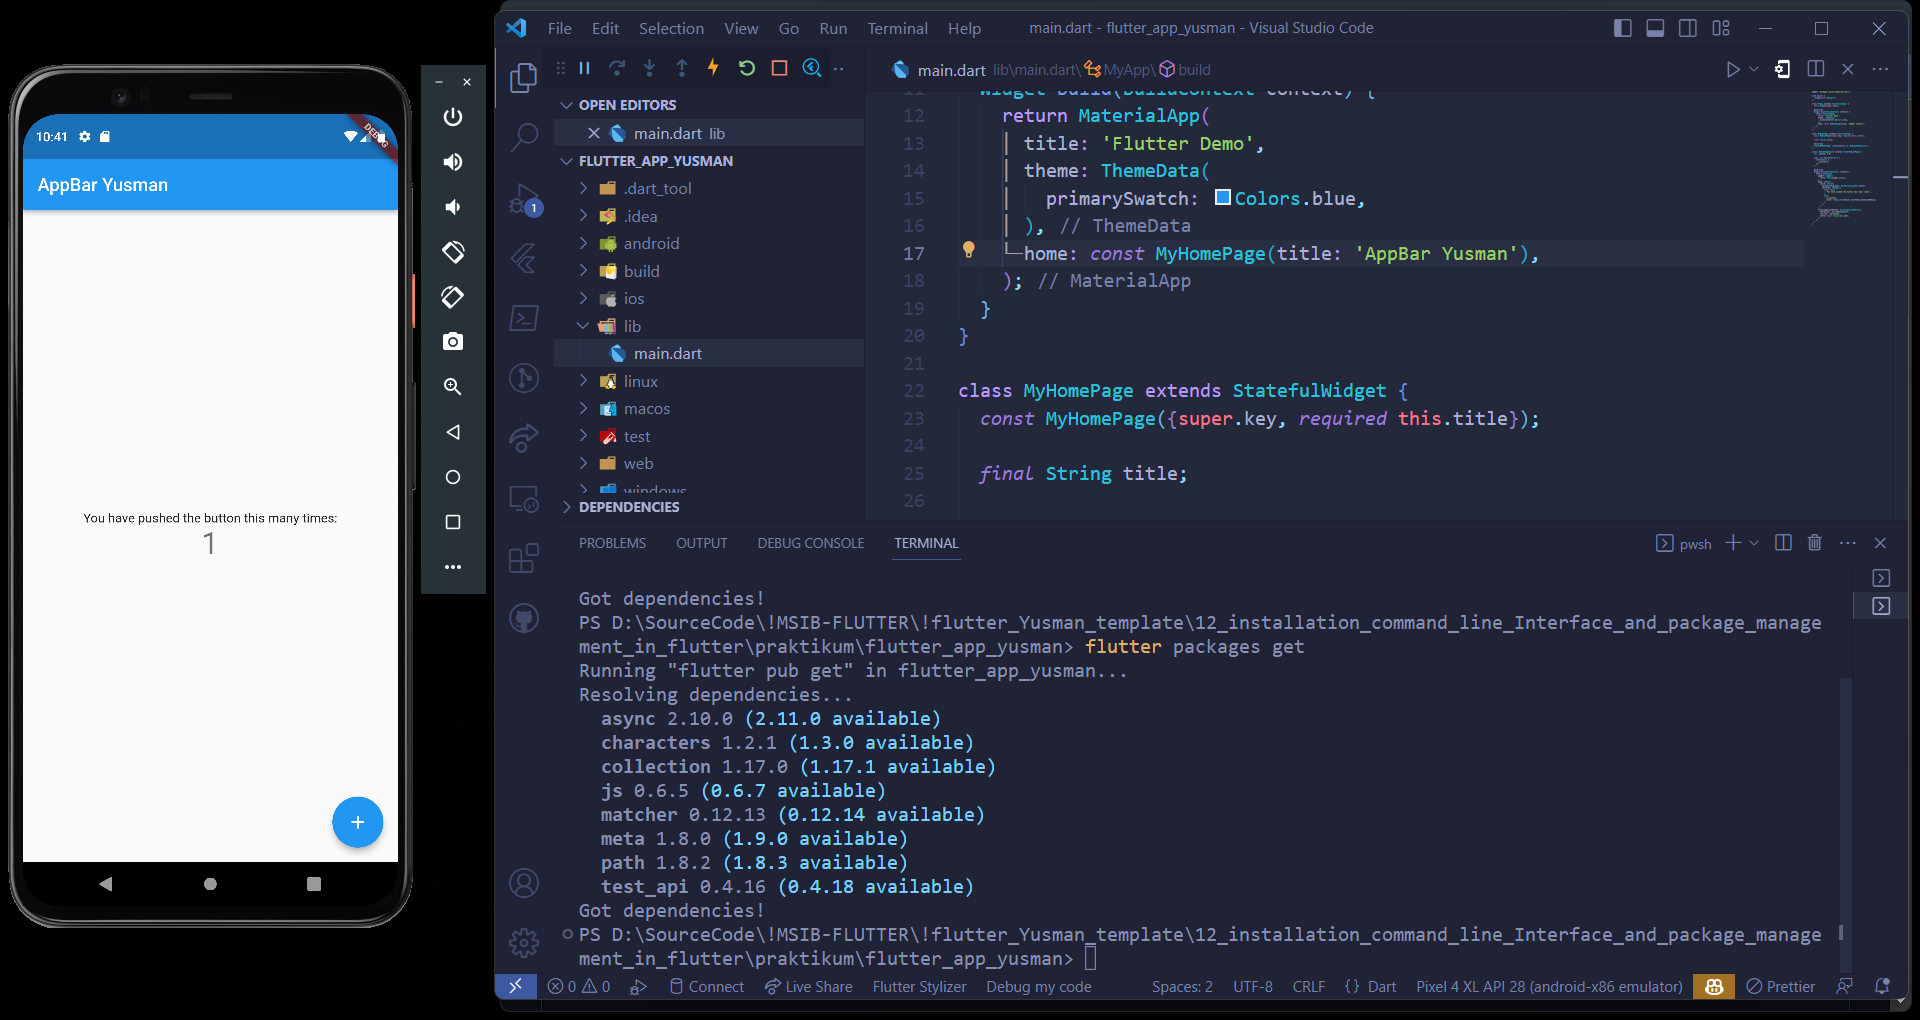 10:41
DEBUG
AppBar Yusman
You have pushed the button this many times:
1
File Edit Selection View Go Run Terminal Help
main.dart - flutter_app_yusman - Visual Studio Code
OPEN EDITORS
main.dart lib
FLUTTER_APP_YUSMAN
.dart_tool
.idea
android
build
ios
lib
main.dart
linux
macos
test
web
windows
DEPENDENCIES
1
main.dart lib\main.dart\MyApp\build
11 Widget build(BuildContext context) {
12 return MaterialApp(
13 title: 'Flutter Demo',
14 theme: ThemeData(
15 primarySwatch: Colors.blue,
16 ), // ThemeData
17 home: const MyHomePage(title: 'AppBar Yusman'),
18 ); // MaterialApp
19 }
20 }
21
22 class MyHomePage extends StatefulWidget {
23 const MyHomePage({super.key, required this.title});
24
25 final String title;
26
PROBLEMS OUTPUT DEBUG CONSOLE TERMINAL
pwsh
Got dependencies!
PS D:\SourceCode\!MSIB-FLUTTER\!flutter_Yusman_template\12_installation_command_line_Interface_and_package_manage
ment_in_flutter\praktikum\flutter_app_yusman> flutter packages get
Running "flutter pub get" in flutter_app_yusman...
Resolving dependencies...
async 2.10.0 (2.11.0 available)
characters 1.2.1 (1.3.0 available)
collection 1.17.0 (1.17.1 available)
js 0.6.5 (0.6.7 available)
matcher 0.12.13 (0.12.14 available)
meta 1.8.0 (1.9.0 available)
path 1.8.2 (1.8.3 available)
test_api 0.4.16 (0.4.18 available)
Got dependencies!
PS D:\SourceCode\!MSIB-FLUTTER\!flutter_Yusman_template\12_installation_command_line_Interface_and_package_manage
ment_in_flutter\praktikum\flutter_app_yusman>
0 0 Connect Live Share Flutter Stylizer Debug my code Spaces: 2 UTF-8 CRLF {} Dart Pixel 4 XL API 28 (android-x86 emulator) Prettier